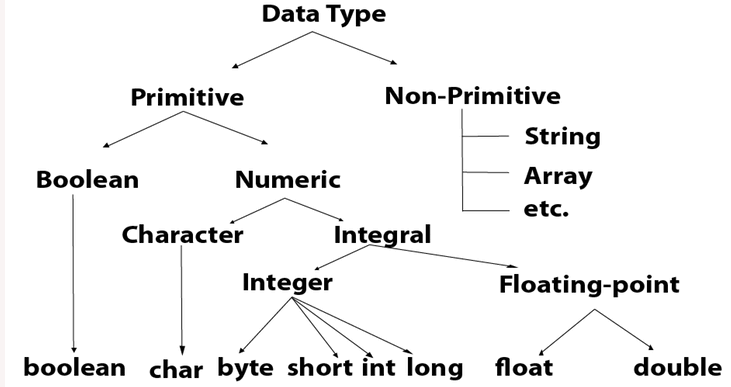 Data Type
Primitive
Non-Primitive
String
Array
etc.
Boolean
Numeric
Character
Integral
Integer
Floating-point
boolean
char
byte
short
int
long
float
double